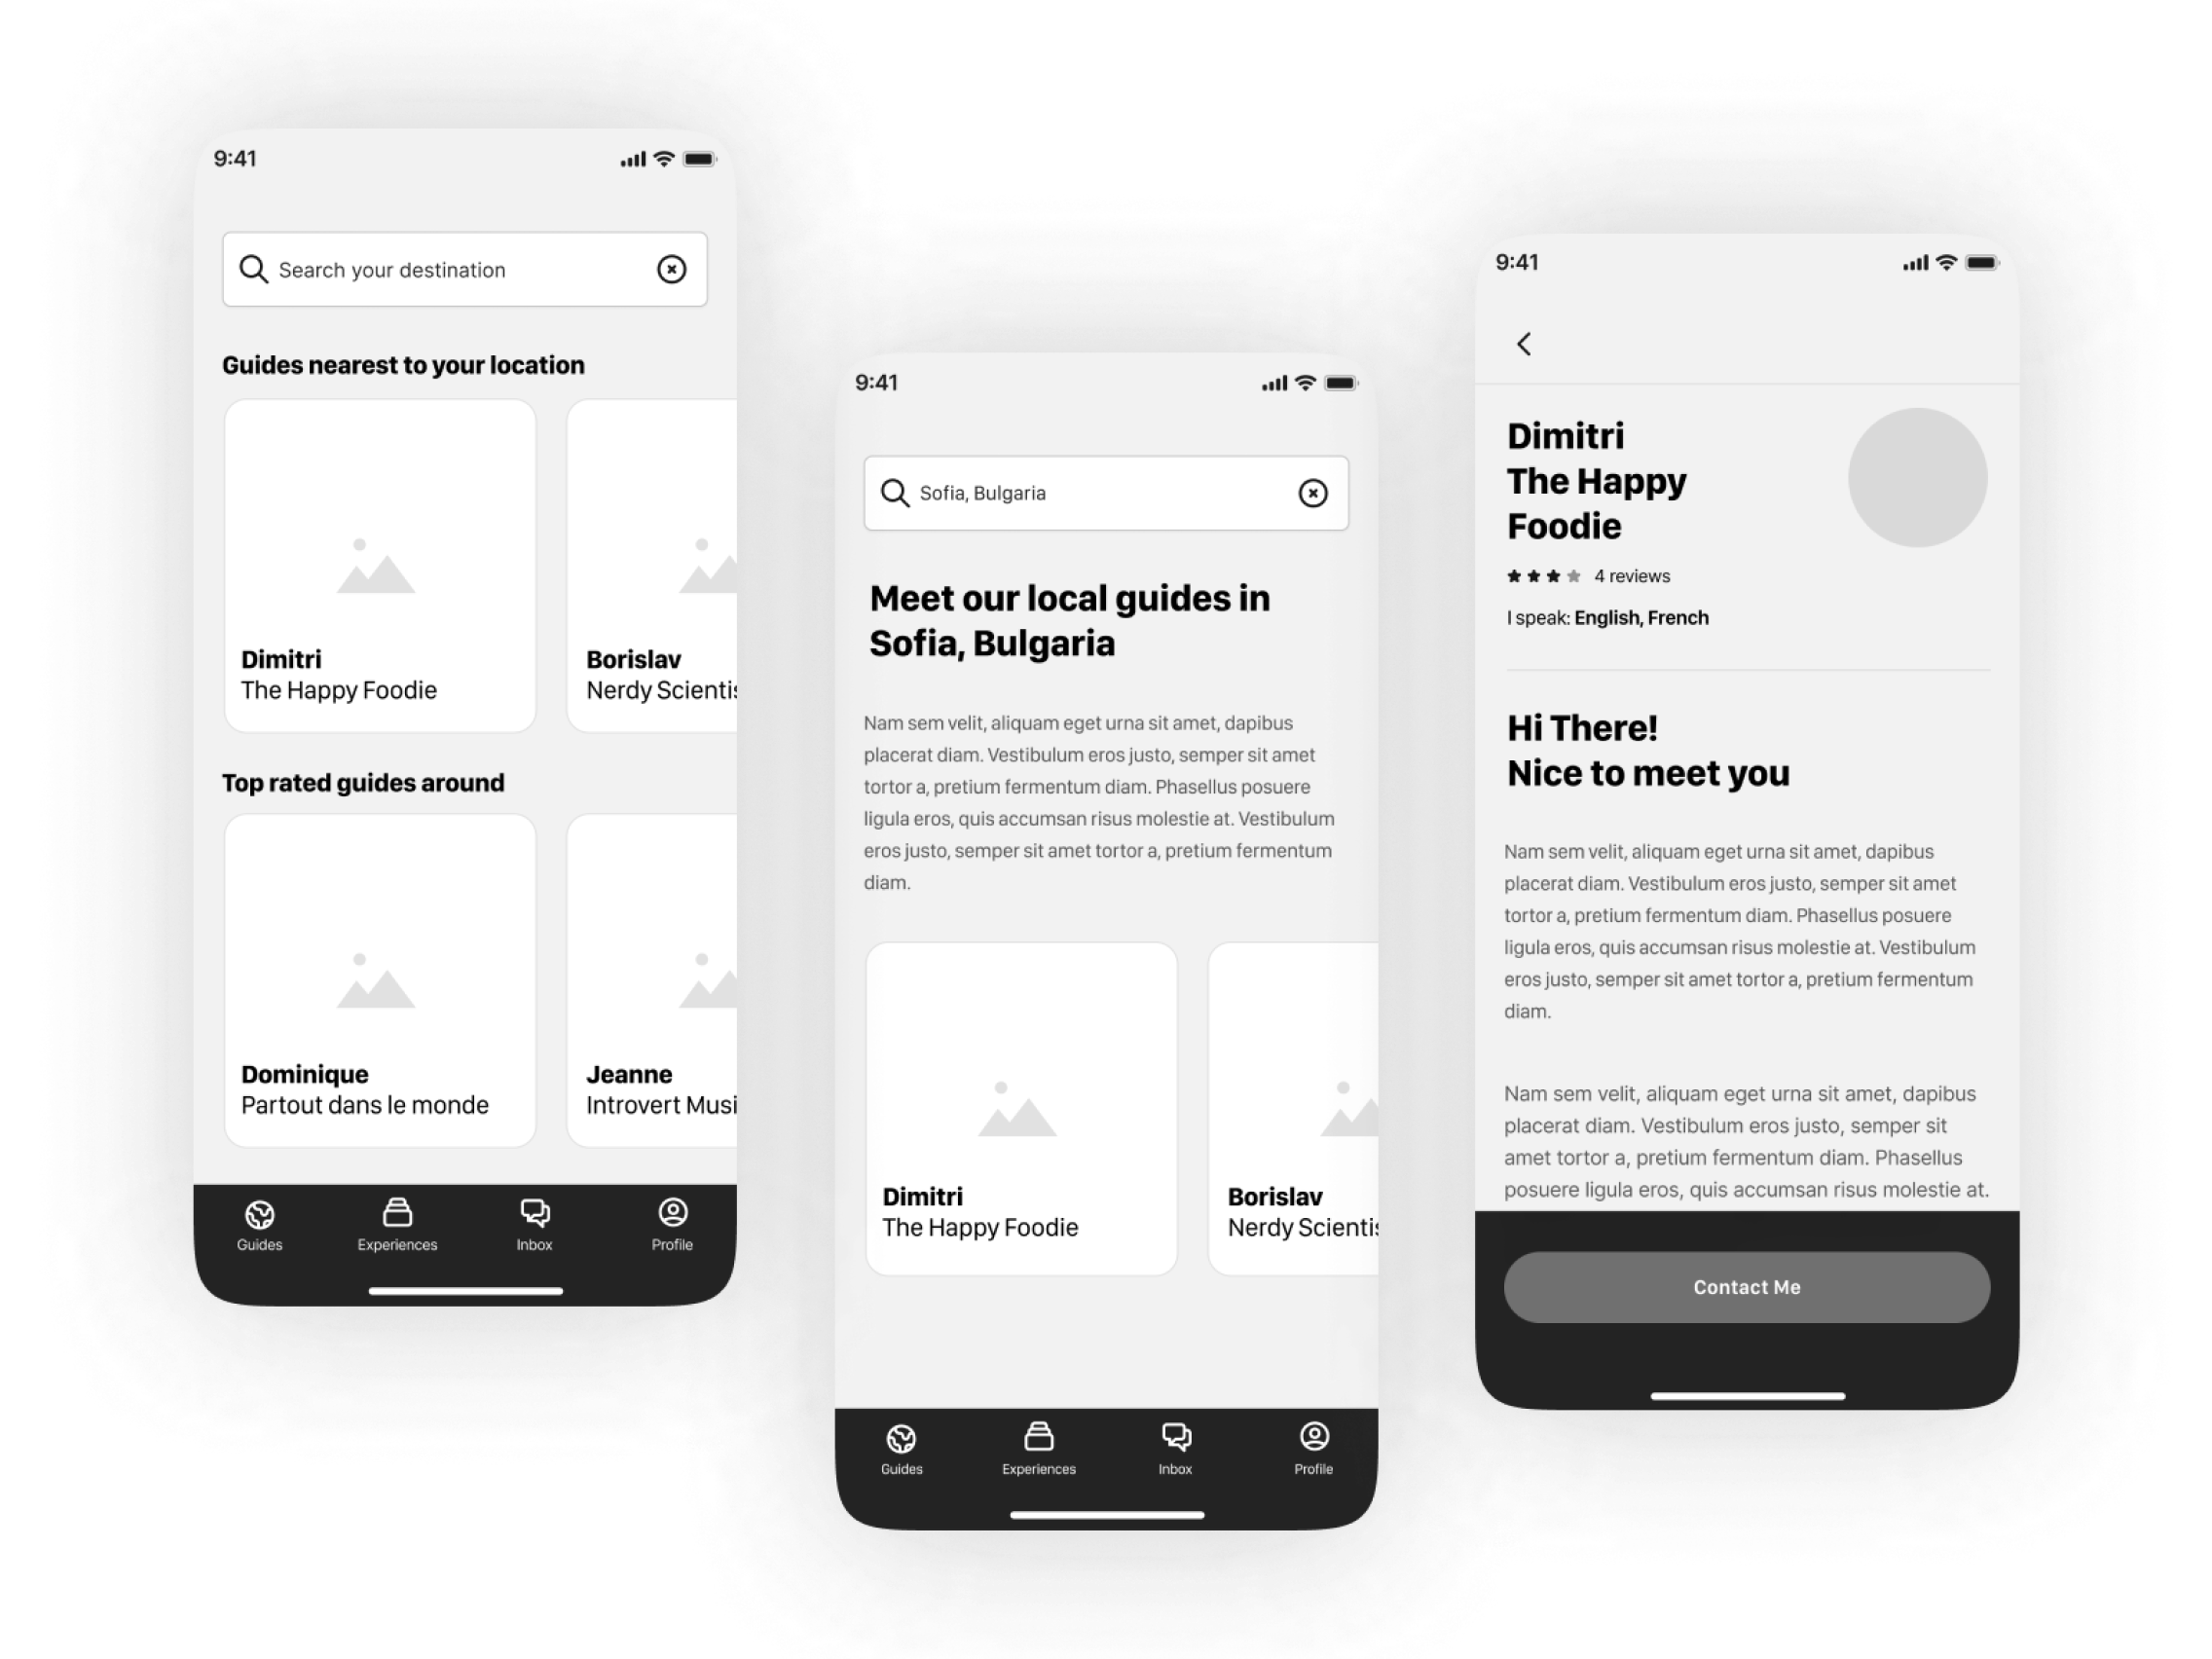 9:41
Search your destination
Guides nearest to your location
Dimitri
The Happy Foodie
Borislav
Nerdy
Top rated guides around
Dominique
Partout dans le monde
Jeanne
Introvert
Guides
Experiences
Inbox
Profile
9:41
Sofia, Bulgaria
Meet our local guides in
Sofia, Bulgaria
Nam sem velit, aliquam eget urna sit amet, dapibus
placerat diam. Vestibulum eros justo, semper sit amet
tortor a, pretium fermentum diam. Phasellus posuere
ligula eros, quis accumsan risus molestie at. Vestibulum
eros justo, semper sit amet tortor a, pretium fermentum
diam.
Dimitri
The Happy Foodie
Borislav
Nerdy
Guides
Experiences
Inbox
Profile
9:41
Dimitri
The Happy
Foodie
4 reviews
I speak: English, French
Hi There!
Nice to meet you
Nam sem velit, aliquam eget urna sit amet, dapibus
placerat diam. Vestibulum eros justo, semper sit amet
tortor a, pretium fermentum diam. Phasellus posuere
ligula eros, quis accumsan risus molestie at. Vestibulum
eros justo, semper sit amet tortor a, pretium fermentum
diam.
Nam sem velit, aliquam eget urna sit amet, dapibus
placerat diam. Vestibulum eros justo, semper sit
amet tortor a, pretium fermentum diam. Phasellus
posuere ligula eros, quis accumsan risus molestie at.
Contact Me